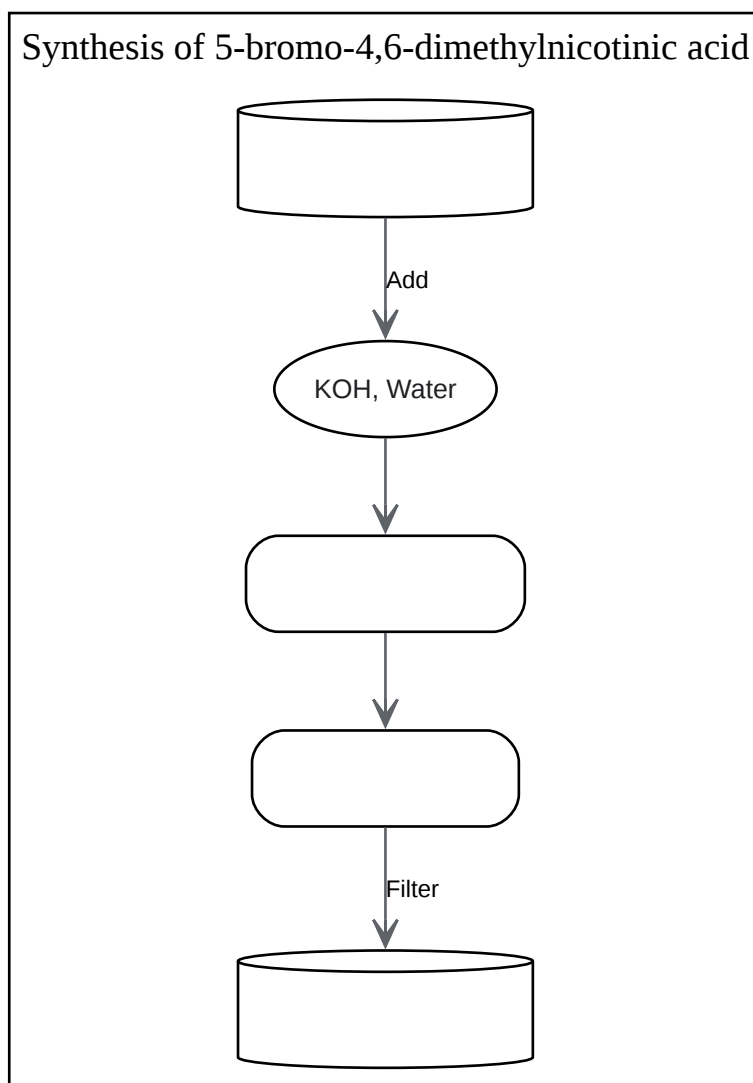 Synthesis of 5-bromo-4,6-dimethylnicotinic acid
Add
KOH, Water
Filter